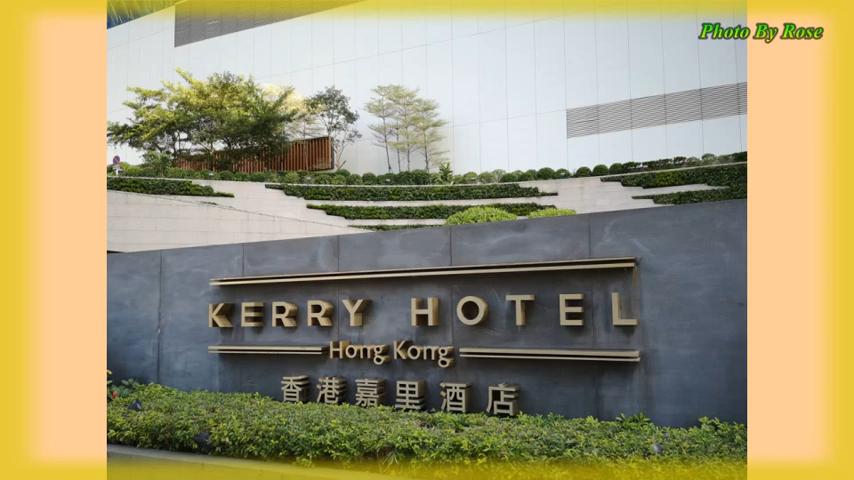 Photo By Rose
KERRY HOTEL
Hong Kong
香港嘉里酒店